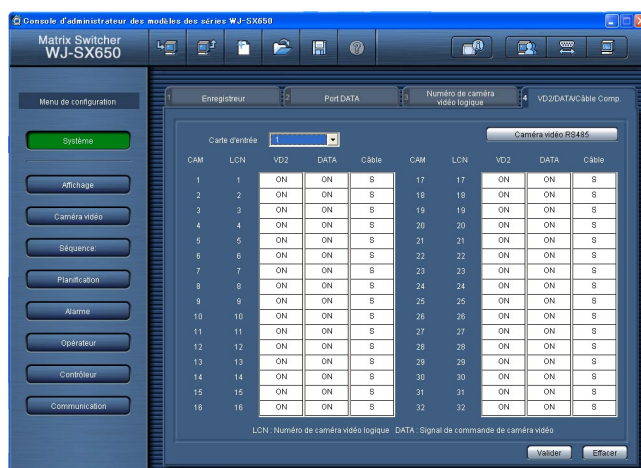 Console d'administrateur des modèles des séries WJ-SX650
Matrix Switcher
WJ-SX650
Menu de configuration
Système
Affichage
Caméra vidéo
Séquence:
Planification
Alarme
Opérateur
Contrôleur
Communication
1 Enregistreur 2 Port DATA 3 Numéro de caméra vidéo logique 4 VD2/DATA/Câble Comp.
Carte d'entrée 1 Caméra vidéo RS485
CAM LCN VD2 DATA Câble CAM LCN VD2 DATA Câble
1 1 ON ON S 17 17 ON ON S
2 2 ON ON S 18 18 ON ON S
3 3 ON ON S 19 19 ON ON S
4 4 ON ON S 20 20 ON ON S
5 5 ON ON S 21 21 ON ON S
6 6 ON ON S 22 22 ON ON S
7 7 ON ON S 23 23 ON ON S
8 8 ON ON S 24 24 ON ON S
9 9 ON ON S 25 25 ON ON S
10 10 ON ON S 26 26 ON ON S
11 11 ON ON S 27 27 ON ON S
12 12 ON ON S 28 28 ON ON S
13 13 ON ON S 29 29 ON ON S
14 14 ON ON S 30 30 ON ON S
15 15 ON ON S 31 31 ON ON S
16 16 ON ON S 32 32 ON ON S
LCN : Numéro de caméra vidéo logique DATA : Signal de commande de caméra vidéo
Valider Effacer